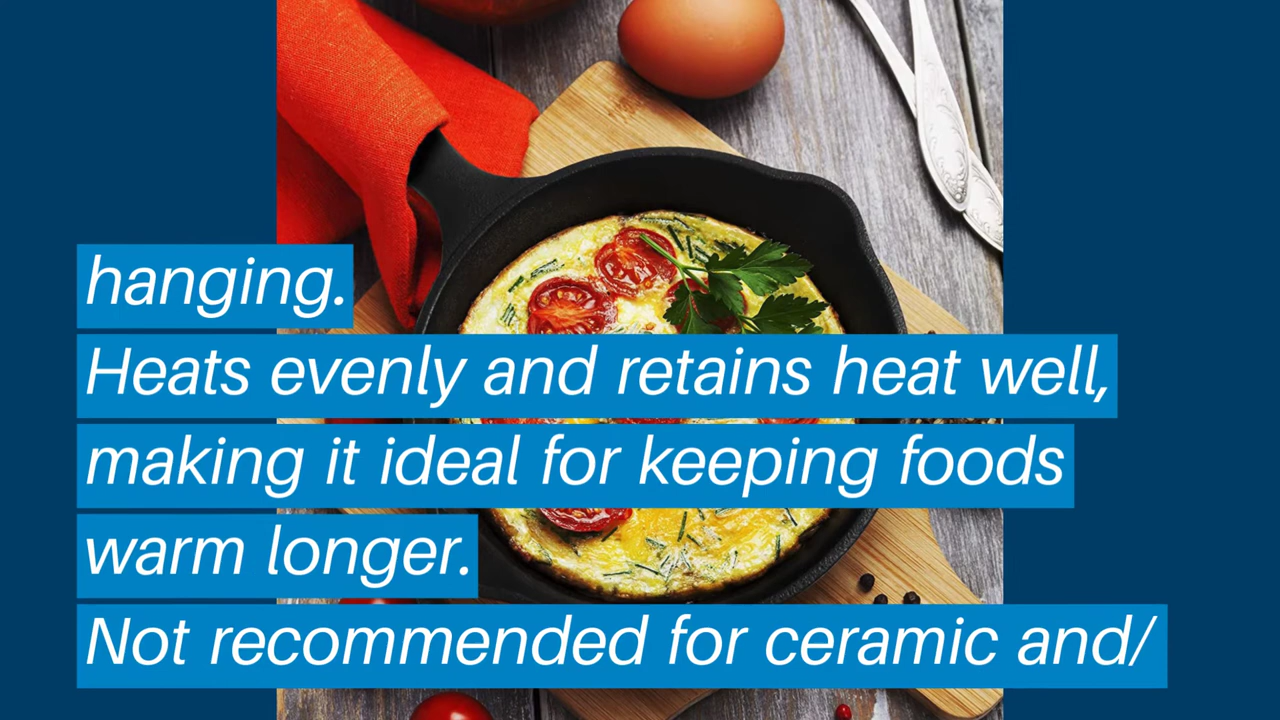 hanging.
Heats evenly and retains heat well,
making it ideal for keeping foods
warm longer.
Not recommended for ceramic and/